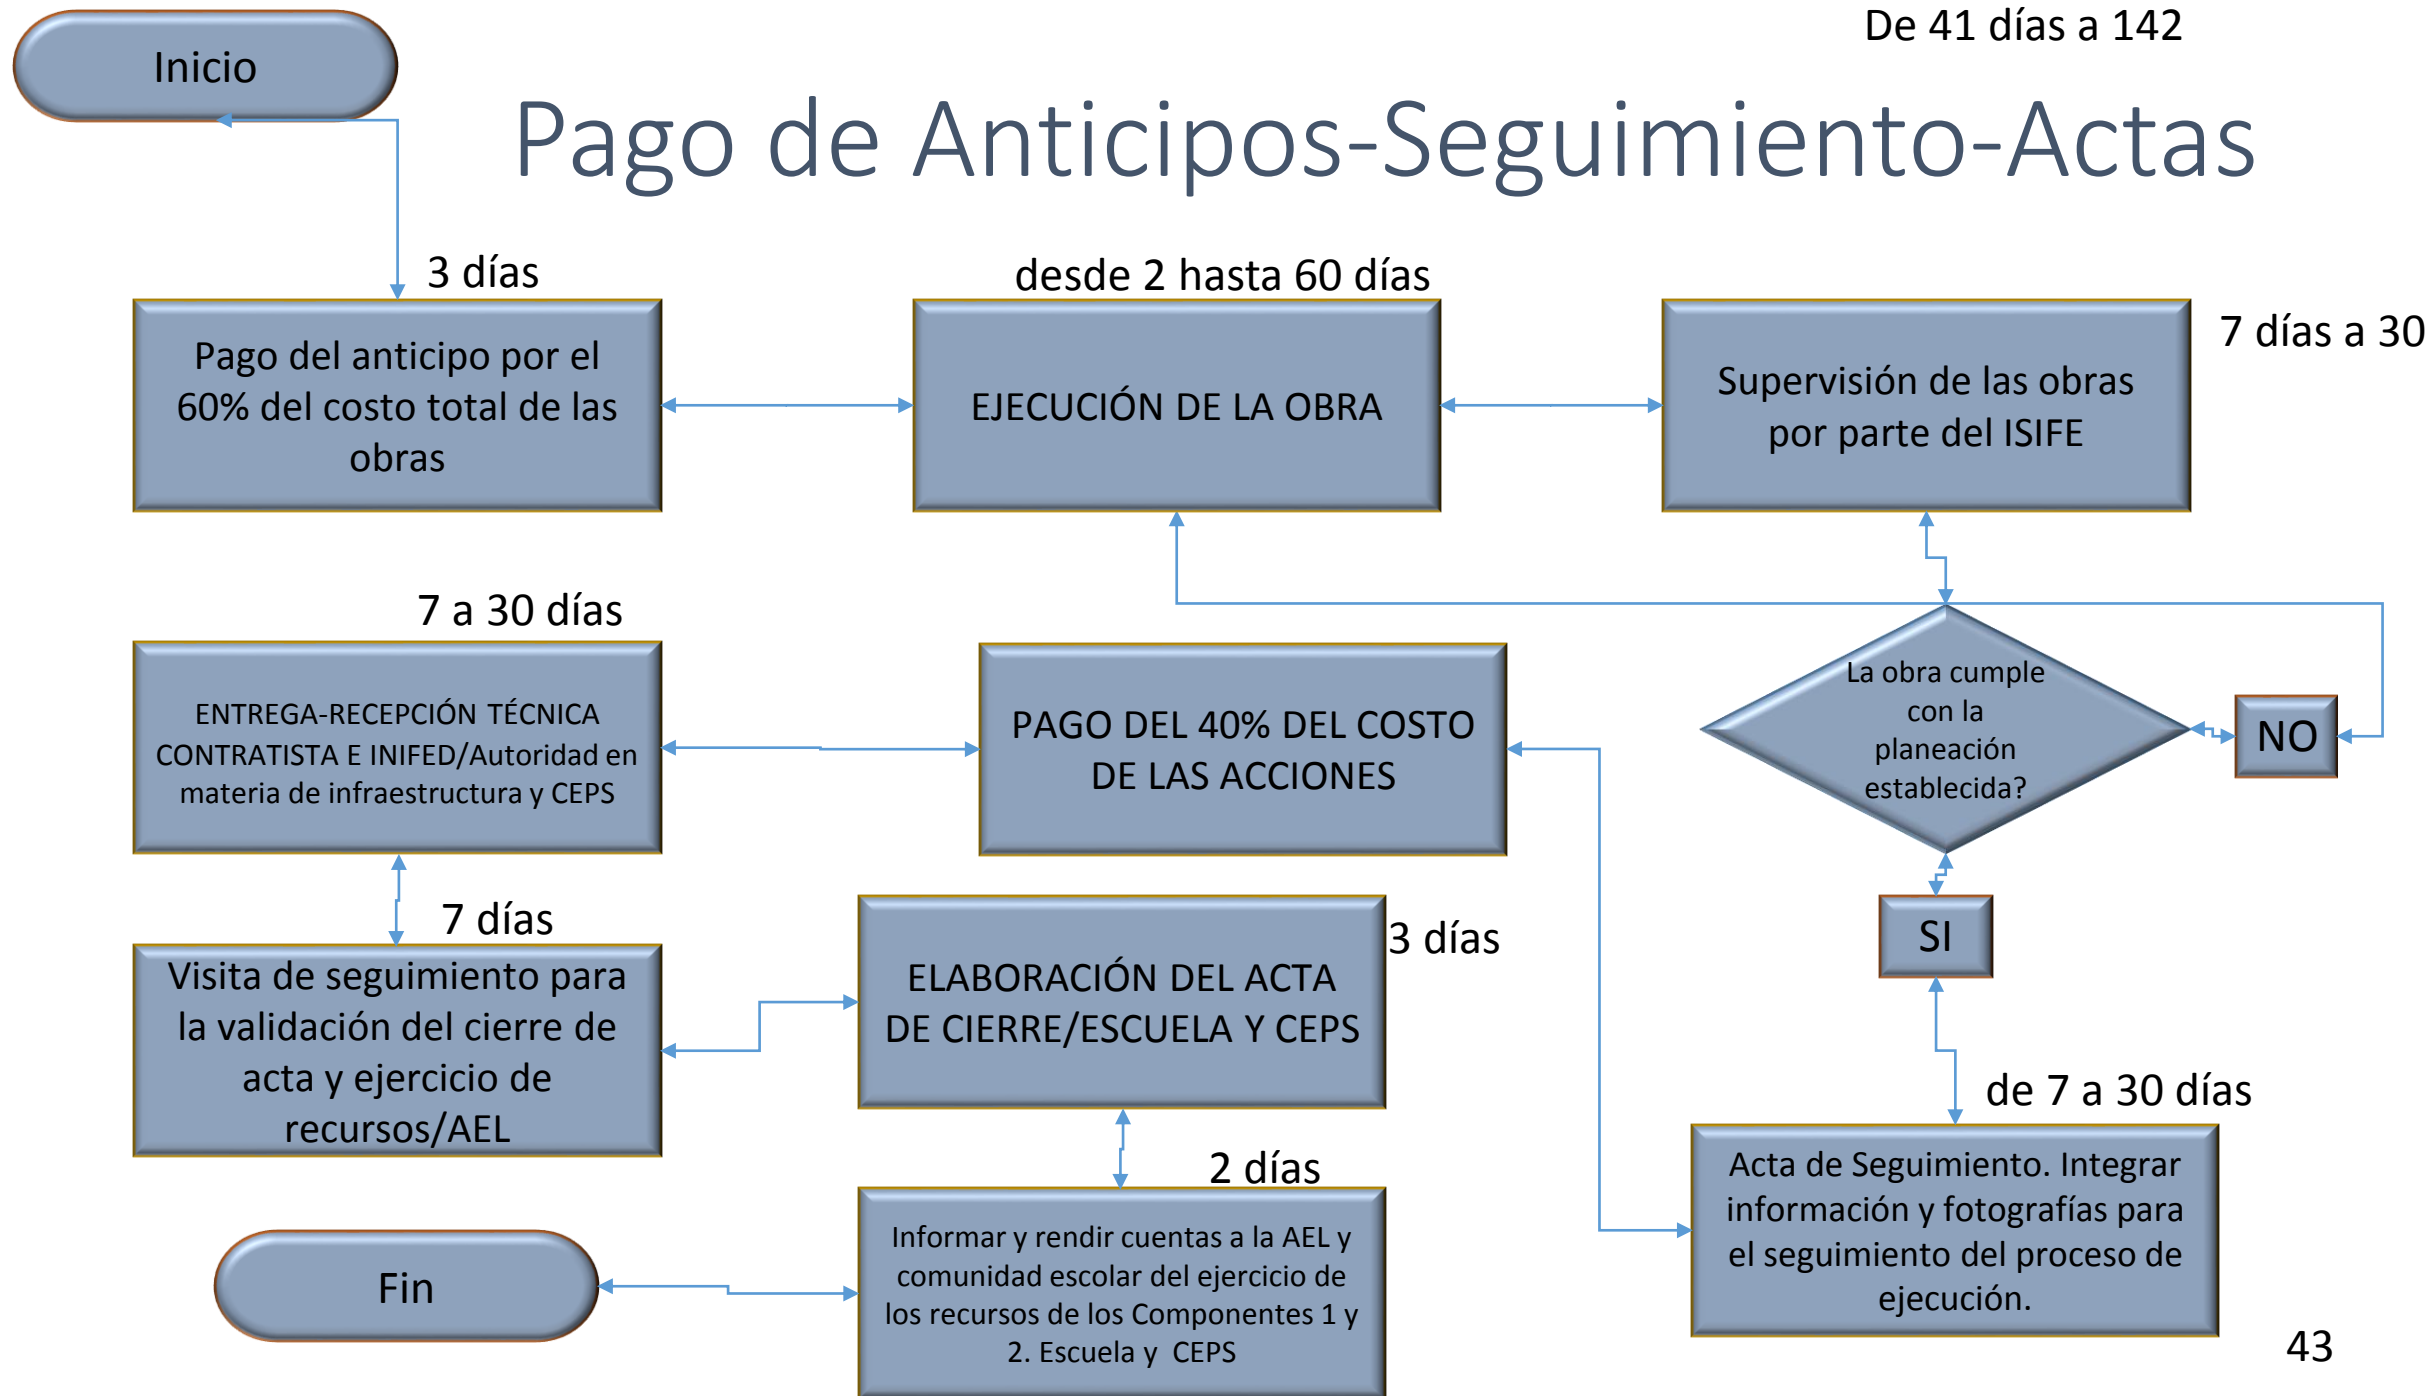 De 41 días a 142
Inicio
Pago de Anticipos-Seguimiento-Actas
3 días
Pago del anticipo por el
60% del costo total de las
obras
desde 2 hasta 60 días
EJECUCIÓN DE LA OBRA
7 días a 30
Supervisión de las obras
por parte del ISIFE
La obra cumple
con la
planeación
establecida?
NO
SI
de 7 a 30 días
Acta de Seguimiento. Integrar
información y fotografías para
el seguimiento del proceso de
ejecución.
PAGO DEL 40% DEL COSTO
DE LAS ACCIONES
7 a 30 días
ENTREGA-RECEPCIÓN TÉCNICA
CONTRATISTA E INIFED/Autoridad en
materia de infraestructura y CEPS
7 días
Visita de seguimiento para
la validación del cierre de
acta y ejercicio de
recursos/AEL
3 días
ELABORACIÓN DEL ACTA
DE CIERRE/ESCUELA Y CEPS
2 días
Informar y rendir cuentas a la AEL y
comunidad escolar del ejercicio de
los recursos de los Componentes 1 y
2. Escuela y CEPS
Fin
43